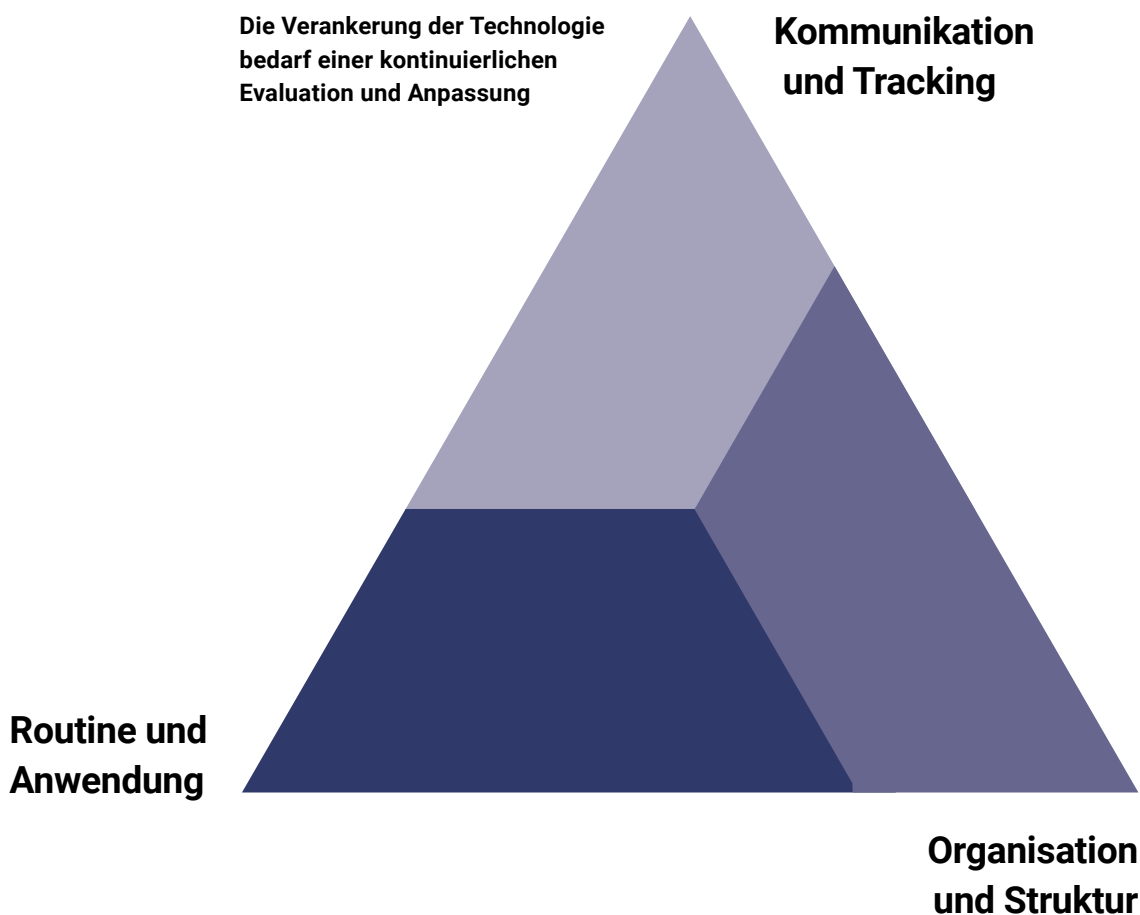 Die Verankerung der Technologie
bedarf einer kontinuierlichen
Evaluation und Anpassung
Kommunikation
und Tracking
Routine und
Anwendung
Organisation
und Struktur